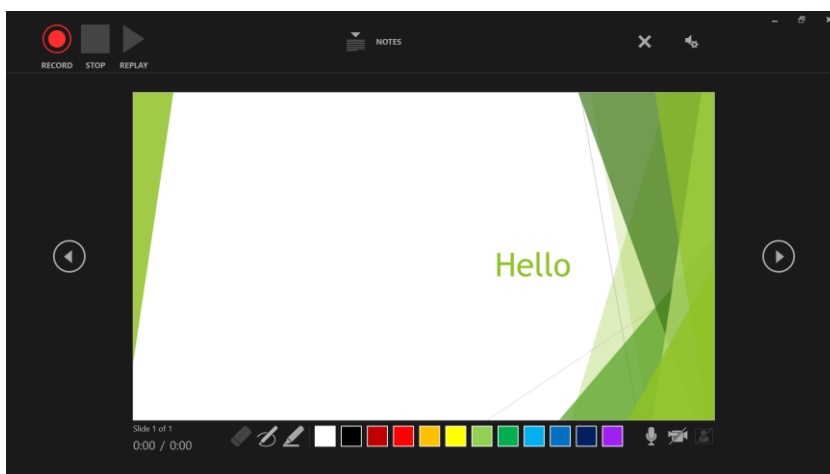 NOTES
RECORD STOP REPLAY
Hello
Slide 1 of 1
0:00 / 0:00